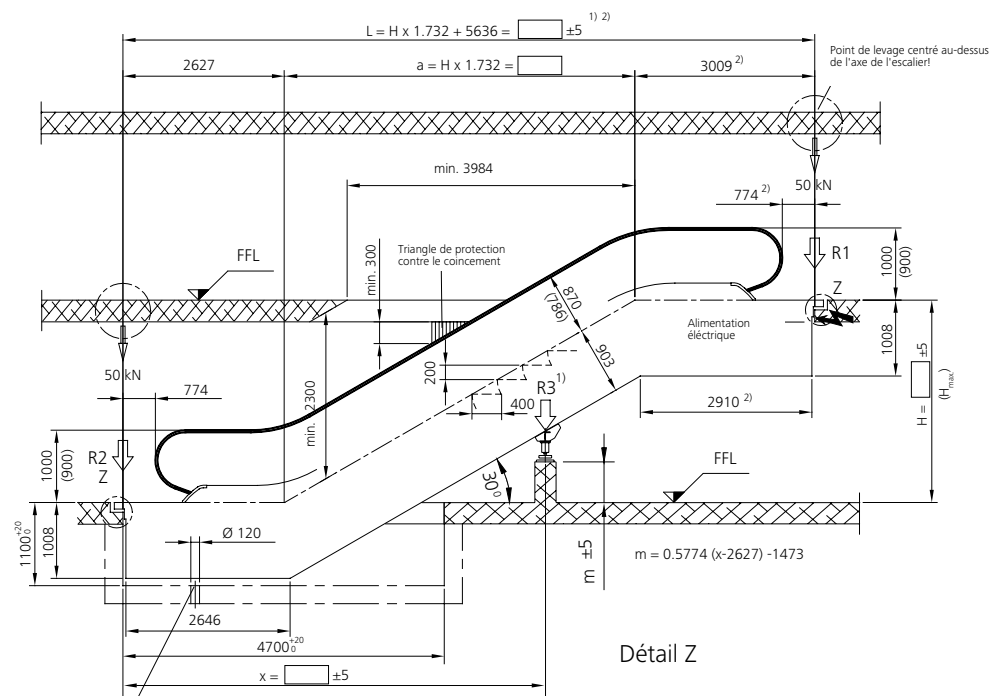 L = H x 1.732 + 5636 = ±5 1) 2)
2627
a = H x 1.732 =
3009 2)
Point de levage centré au-dessus
de l'axe de l'escalier!
min. 3984
774 2)
50 kN
FFL
Triangle de protection
contre le coincement
min. 300
R1
1000
(900)
Z
870
(786)
Alimentation
éléctrique
1008
H = ±5
(Hmax)
50 kN
774
min. 2300
200
903
R3 1)
400
2910 2)
1000
(900)
R2
Z
30⁰
FFL
1100 +20 0
1008
Ø 120
m ±5
m = 0.5774 (x-2627) -1473
2646
4700 +20 0
Détail Z
x = ±5